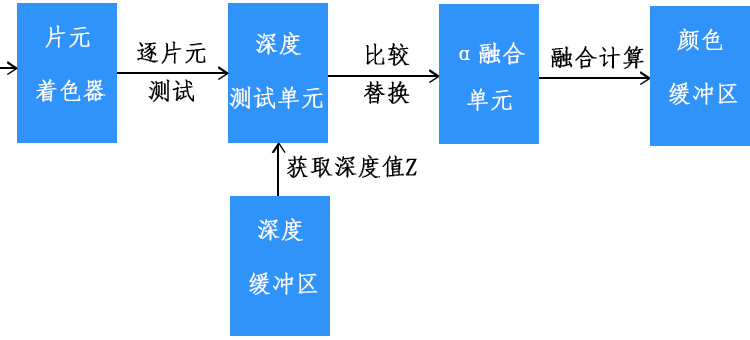 片元
着色器
逐片元
测试
深度
测试单元
比较
替换
α融合
单元
融合计算
颜色
缓冲区
获取深度值Z
深度
缓冲区